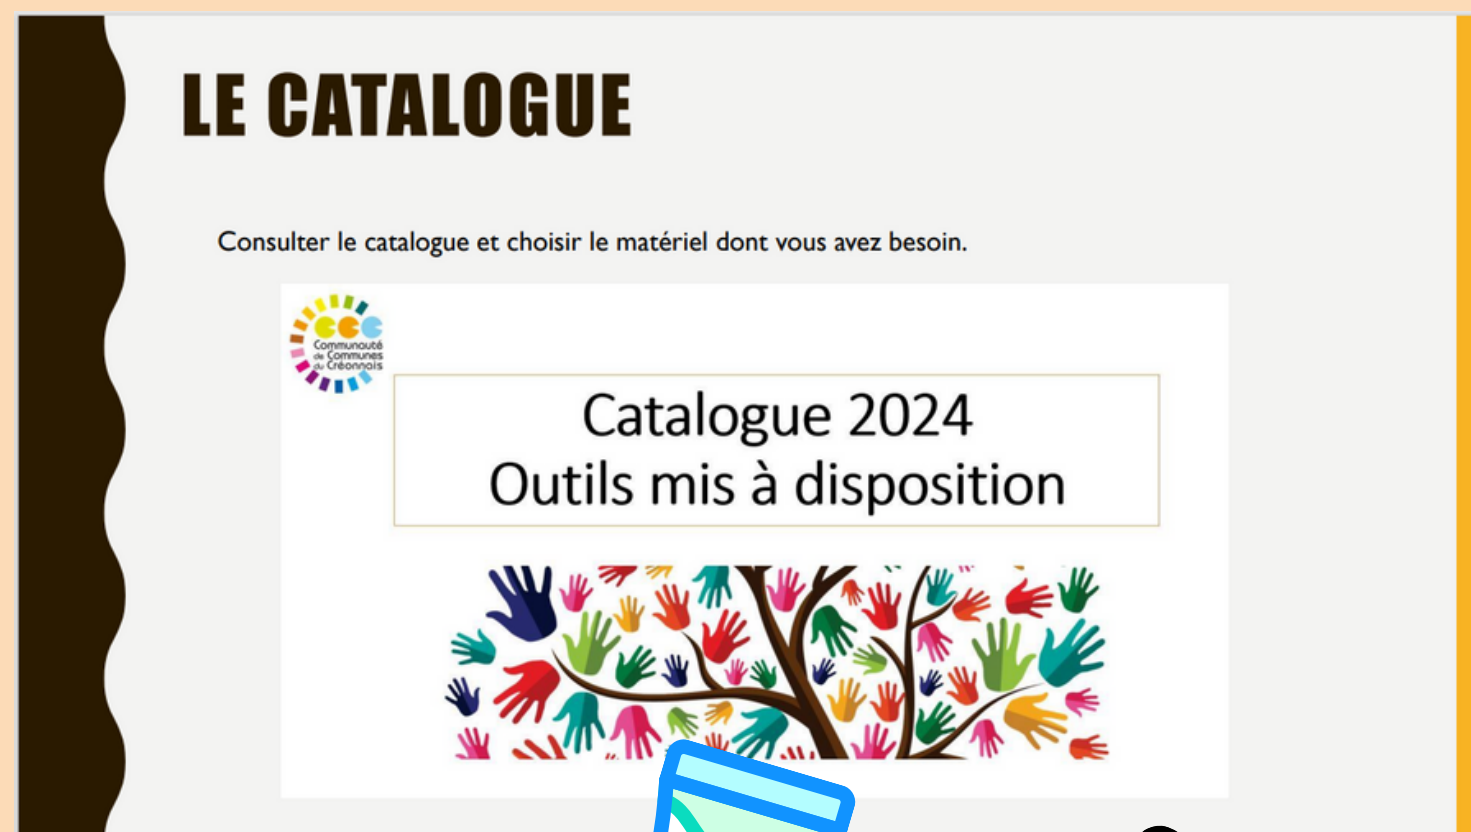 LE CATALOGUE
Consulter le catalogue et choisir le matériel dont vous avez besoin.
Communauté
de Communes
du Créonnais
Catalogue 2024
Outils mis à disposition